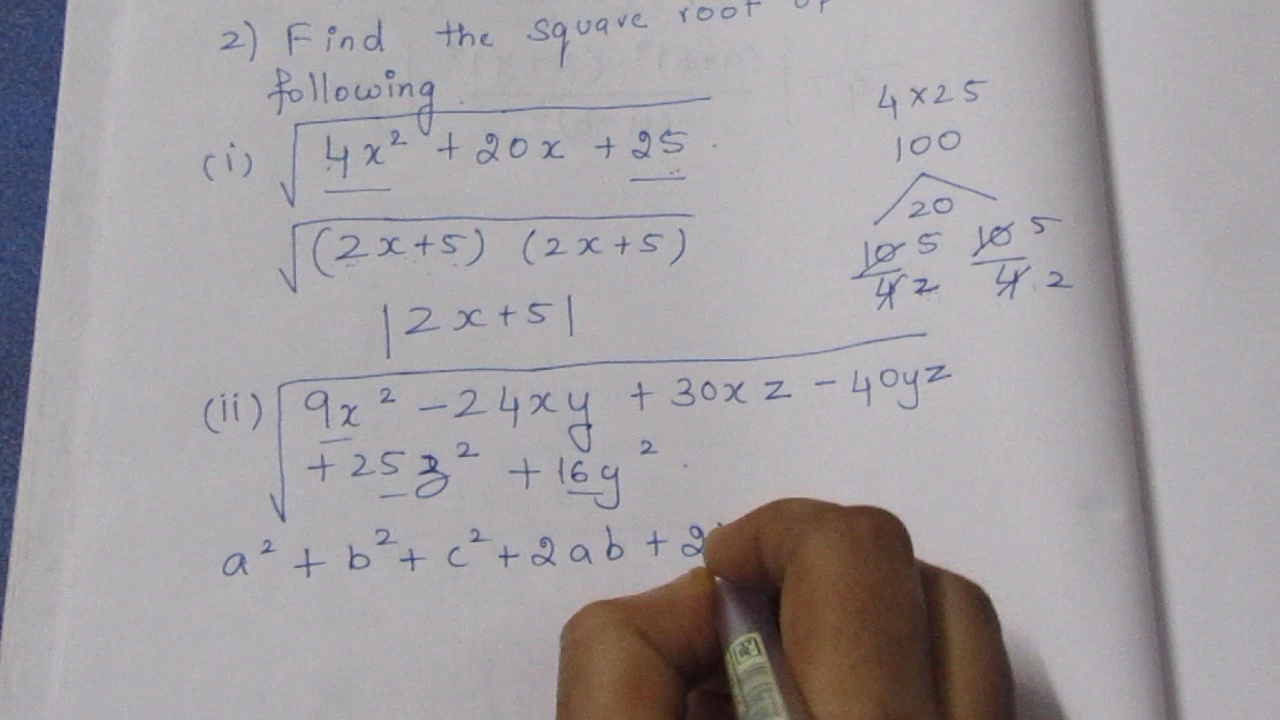 2) Find the square root of
following.
(i) √4x² + 20x + 25
√(2x+5) (2x+5)
|2x+5|
4×25
100
20
10 5 10 5
4 2 4 2
(ii) √9x² - 24xy + 30xz - 40yz
+ 25z² + 16y²
a² + b² + c² + 2ab + 2